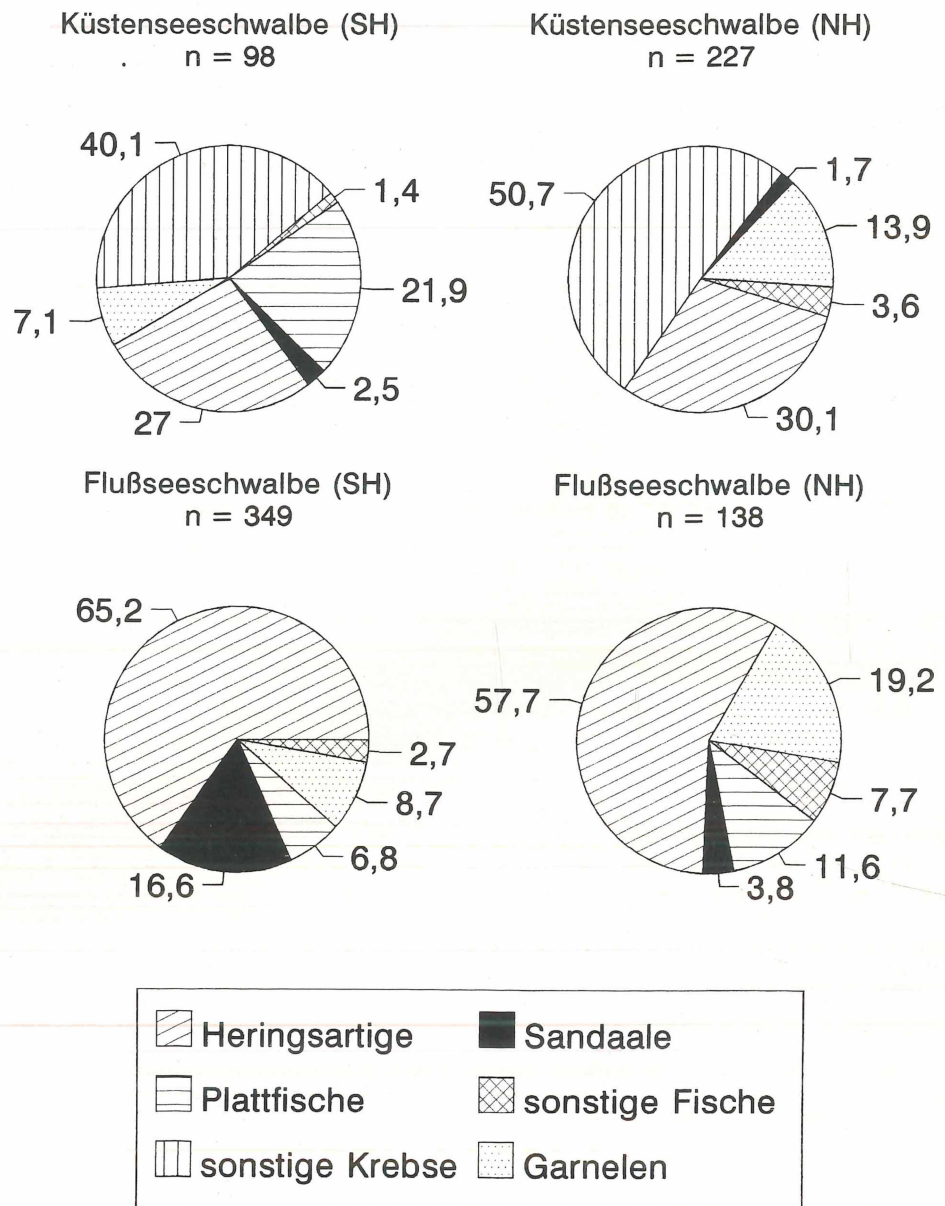 Küstenseeschwalbe (SH)
n = 98
40,1
1,4
21,9
2,5
27
7,1
Küstenseeschwalbe (NH)
n = 227
50,7
1,7
13,9
3,6
30,1
Flußseeschwalbe (SH)
n = 349
65,2
2,7
8,7
6,8
16,6
Flußseeschwalbe (NH)
n = 138
57,7
19,2
7,7
11,6
3,8
Heringsartige
Sandaale
Plattfische
sonstige Fische
sonstige Krebse
Garnelen